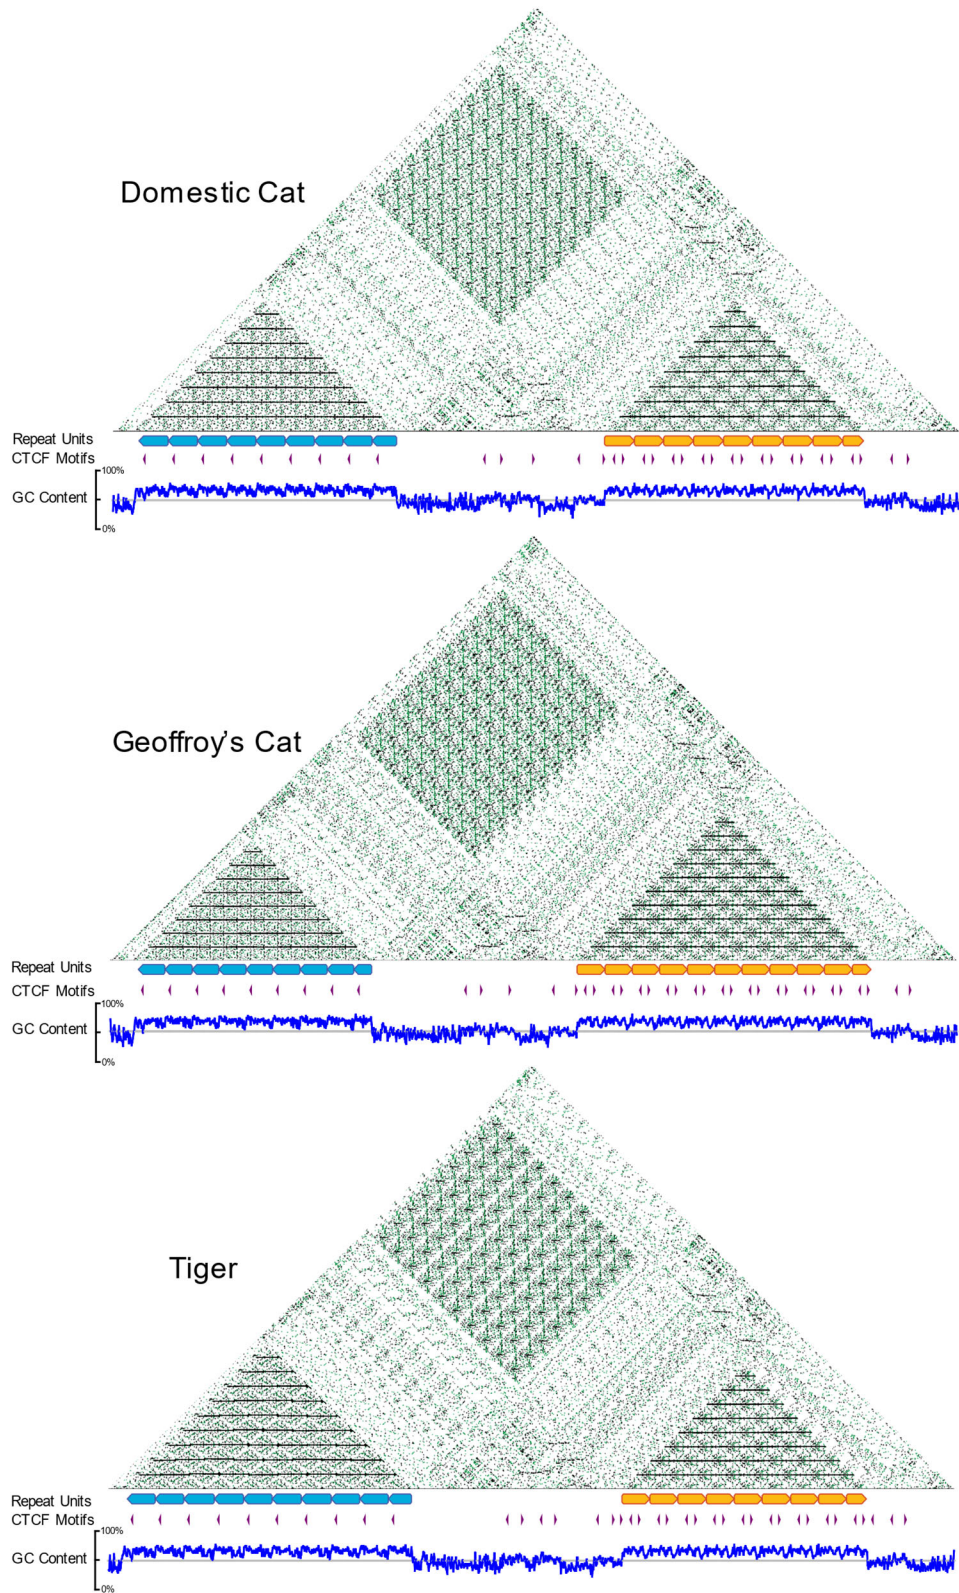 Domestic Cat
Repeat Units
CTCF Motifs
100%
GC Content
0%
Geoffroy's Cat
Repeat Units
CTCF Motifs
100%
GC Content
0%
Tiger
Repeat Units
CTCF Motifs
100%
GC Content
0%